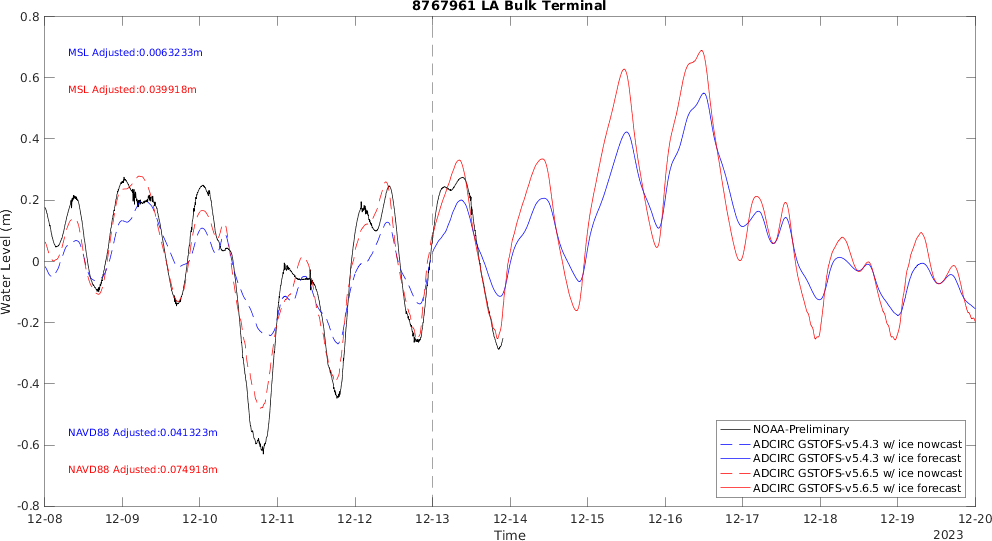 8767961 LA Bulk Terminal
0.8
MSL Adjusted:0.0063233m
0.6
MSL Adjusted:0.039918m
0.4
0.2
0
Water Level (m)
-0.2
-0.4
NAVD88 Adjusted:0.041323m
-0.6
NAVD88 Adjusted:0.074918m
-0.8
NOAA-Preliminary
ADCIRC GSTOFS-v5.4.3 w/ ice nowcast
ADCIRC GSTOFS-v5.4.3 w/ ice forecast
ADCIRC GSTOFS-v5.6.5 w/ ice nowcast
ADCIRC GSTOFS-v5.6.5 w/ ice forecast
12-08 12-09 12-10 12-11 12-12 12-13 12-14 12-15 12-16 12-17 12-18 12-19 12-20
Time
2023